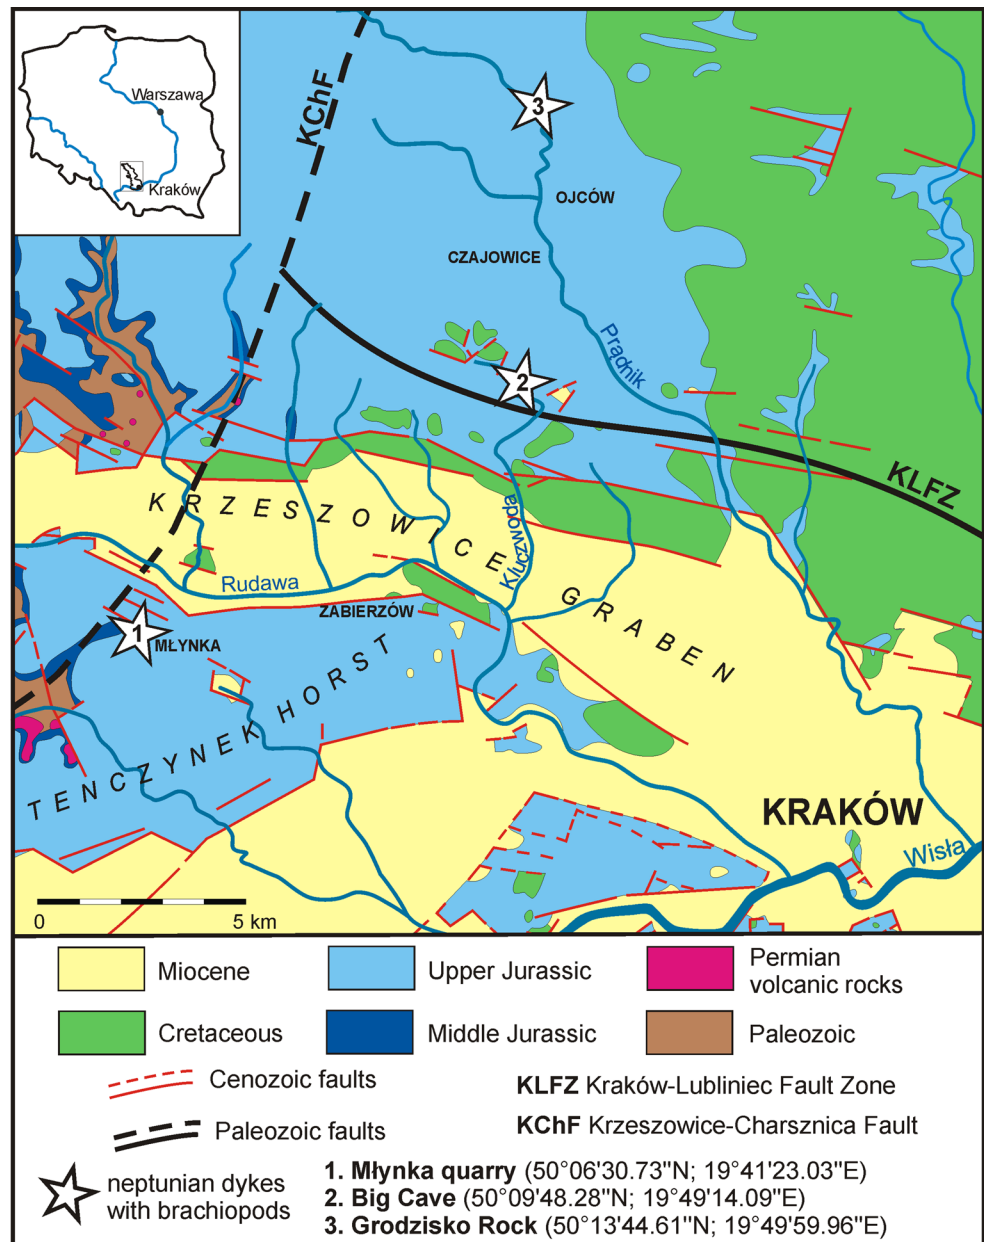 Warszawa
Kraków
KChF
3
OJCÓW
CZAJOWICE
Prądnik
2
KLFZ
KRZESZOWICE GRABEN
Kluczwoda
Rudawa
ZABIERZÓW
1
MŁYNKA
TENCZYNEK HORST
KRAKÓW
Wisła
0 5 km
Miocene
Upper Jurassic
Permian
volcanic rocks
Cretaceous
Middle Jurassic
Paleozoic
Cenozoic faults
KLFZ Kraków-Lubliniec Fault Zone
Paleozoic faults
KChF Krzeszowice-Charsznica Fault
neptunian dykes
with brachiopods
1. Młynka quarry (50°06'30.73"N; 19°41'23.03"E)
2. Big Cave (50°09'48.28"N; 19°49'14.09"E)
3. Grodzisko Rock (50°13'44.61"N; 19°49'59.96"E)